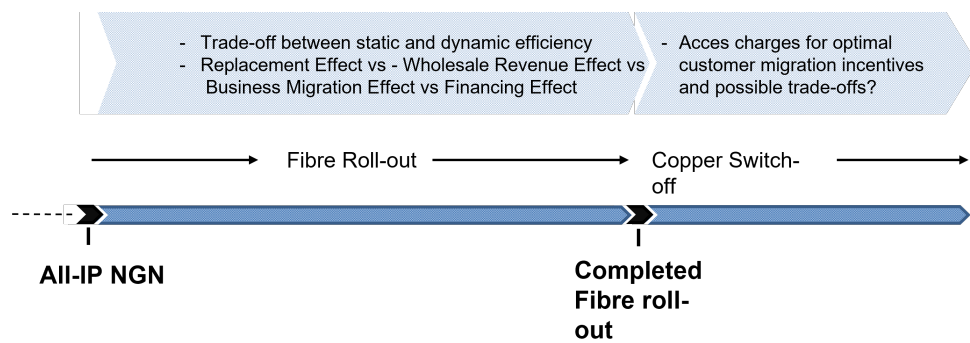 - Trade-off between static and dynamic efficiency
- Replacement Effect vs - Wholesale Revenue Effect vs
Business Migration Effect vs Financing Effect
- Acces charges for optimal
customer migration incentives
and possible trade-offs?
Fibre Roll-out
Copper Switch-
off
All-IP NGN
Completed
Fibre roll-
out